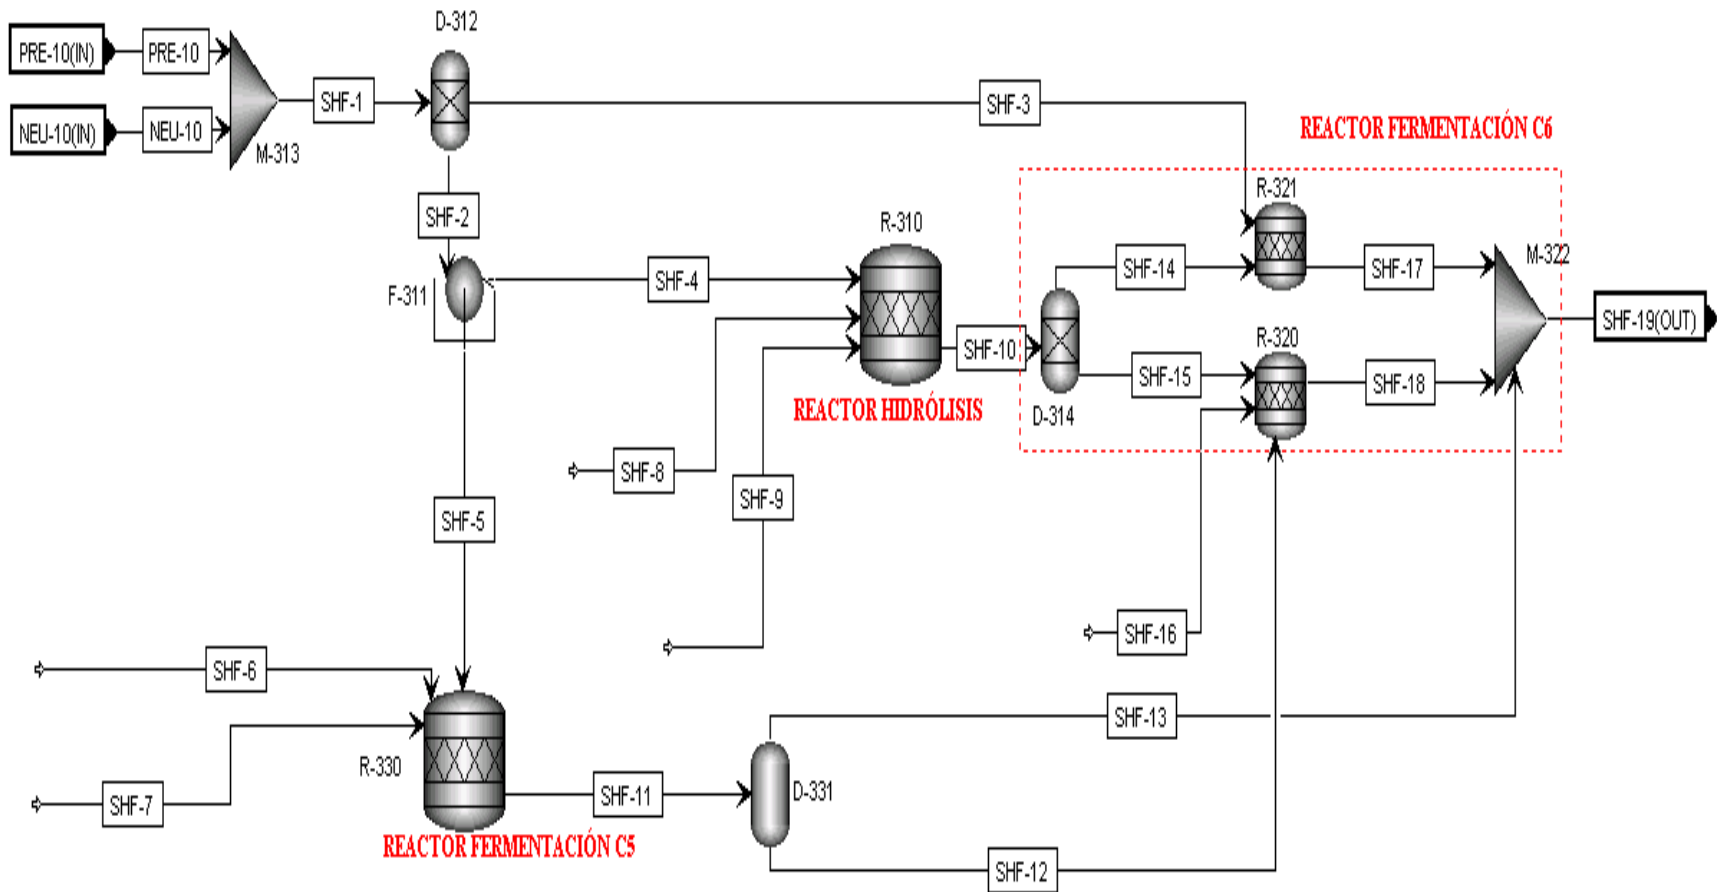 D-312
PRE-10(IN)
PRE-10
SHF-1
SHF-3
NEU-10(IN)
NEU-10
M-313
REACTOR FERMENTACIÓN C6
R-321
SHF-2
R-310
SHF-4
SHF-14
SHF-17
M-322
F-311
SHF-19(OUT)
SHF-10
R-320
SHF-15
SHF-18
REACTOR HIDRÓLISIS
D-314
SHF-8
SHF-9
SHF-5
SHF-16
SHF-6
SHF-13
R-330
SHF-7
SHF-11
D-331
REACTOR FERMENTACIÓN C5
SHF-12